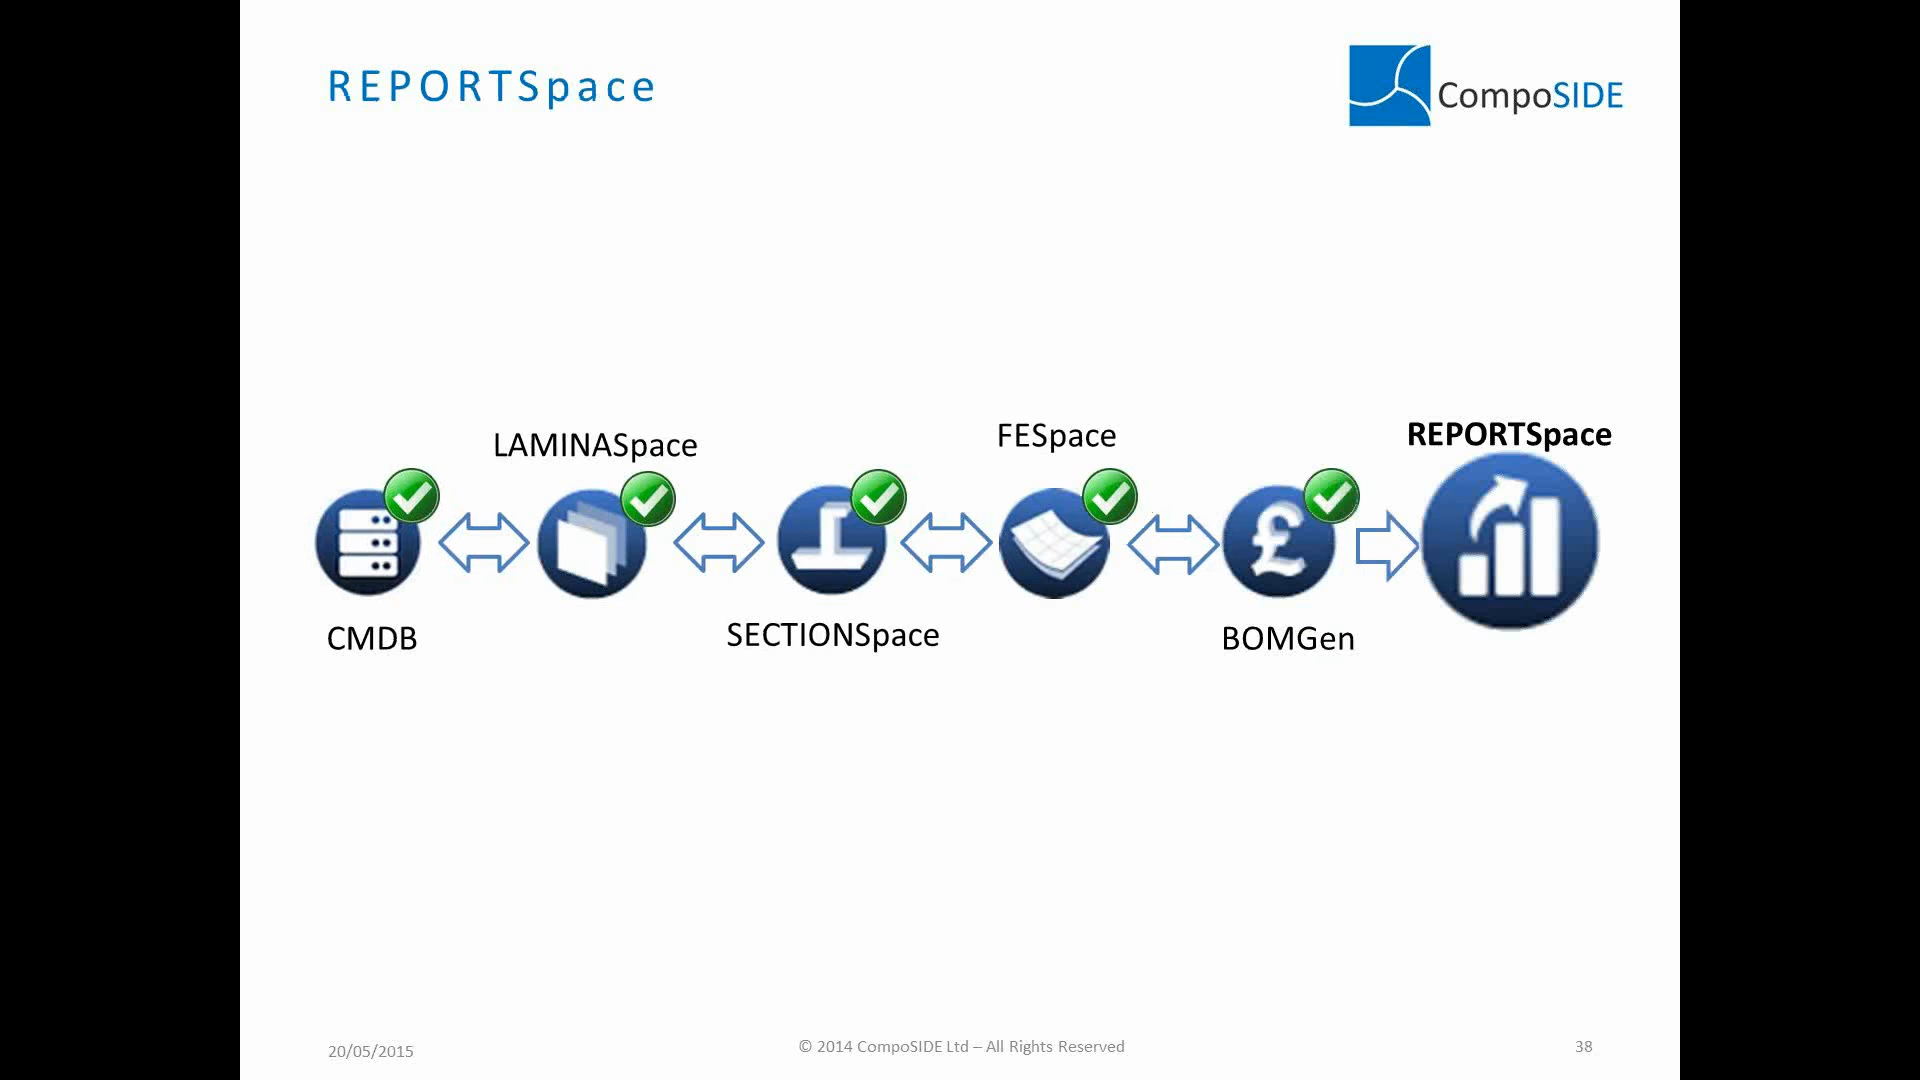 REPORTSpace
CompoSIDE
LAMINASpace
FESpace
REPORTSpace
£
CMDB
SECTIONSpace
BOMGen
20/05/2015
© 2014 CompoSIDE Ltd – All Rights Reserved
38